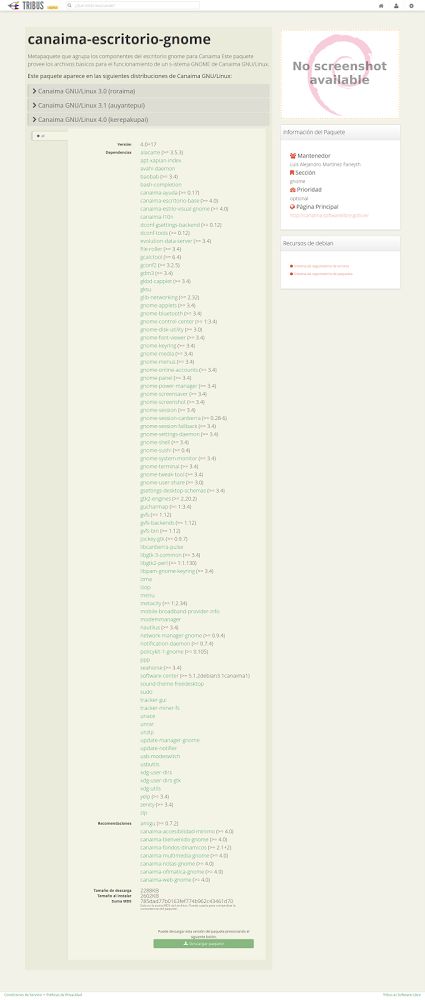 TRIBUS
canaima-escritorio-gnome
Metapaquete que agrupa los componentes del escritorio gnome para Canaima Este paquete
provee los archivos básicos para el funcionamiento de un sistema GNOME de Canaima GNU/Linux.
Este paquete aparece en las siguientes distribuciones de Canaima GNU/Linux:
Canaima GNU/Linux 3.0 (roraima)
Canaima GNU/Linux 3.1 (auyantepui)
Canaima GNU/Linux 4.0 (kerepakupai)
all
Versión: 4.0+17
Dependencias alacarte (>= 3.5.3)
apt-xapian-index
avahi-daemon
baobab (>= 3.4)
bash-completion
canaima-ayuda (>= 0.17)
canaima-escritorio-base (>= 4.0)
canaima-estilo-visual-gnome (>= 4.0)
canaima-l10n
dconf-gsettings-backend (>= 0.12)
dconf-tools (>= 0.12)
evolution-data-server (>= 3.4)
file-roller (>= 3.4)
gcalctool (>= 6.4)
gconf2 (>= 3.2.5)
gdm3 (>= 3.4)
gkbd-capplet (>= 3.4)
gksu
glib-networking (>= 2.32)
gnome-applets (>= 3.4)
gnome-bluetooth (>= 3.4)
gnome-control-center (>= 1:3.4)
gnome-disk-utility (>= 3.0)
gnome-font-viewer (>= 3.4)
gnome-keyring (>= 3.4)
gnome-media (>= 3.4)
gnome-menus (>= 3.4)
gnome-online-accounts (>= 3.4)
gnome-panel (>= 3.4)
gnome-power-manager (>= 3.4)
gnome-screensaver (>= 3.4)
gnome-screenshot (>= 3.4)
gnome-session (>= 3.4)
gnome-session-canberra (>= 0.28-6)
gnome-session-fallback (>= 3.4)
gnome-settings-daemon (>= 3.4)
gnome-shell (>= 3.4)
gnome-sushi (>= 0.4)
gnome-system-monitor (>= 3.4)
gnome-terminal (>= 3.4)
gnome-tweak-tool (>= 3.4)
gnome-user-share (>= 3.0)
gsettings-desktop-schemas (>= 3.4)
gtk2-engines (>= 2.20.2)
gucharmap (>= 1:3.4)
gvfs (>= 1.12)
gvfs-backends (>= 1.12)
gvfs-bin (>= 1.12)
jockey-gtk (>= 0.9.7)
libcanberra-pulse
libgtk-3-common (>= 3.4)
libgtk2-perl (>= 1:1.130)
libpam-gnome-keyring (>= 3.4)
menu
metacity (>= 1:2.34)
mobile-broadband-provider-info
modemmanager
nautilus (>= 3.4)
network-manager-gnome (>= 0.9.4)
notification-daemon (>= 0.7.4)
policykit-1-gnome (>= 0.105)
ppp
seahorse (>= 3.4)
software-center (>= 5.1.2debian3.1canaima1)
sound-theme-freedesktop
sudo
tracker-gui
tracker-miner-fs
unace
unrar
unzip
update-manager-gnome
update-notifier
usb-modeswitch
usbutils
xdg-user-dirs
xdg-user-dirs-gtk
xdg-utils
yelp (>= 3.4)
zenity (>= 3.4)
zip
Recomendaciones amigu (>= 0.7.2)
canaima-accesibilidad-minimo (>= 4.0)
canaima-bienvenido-gnome (>= 4.0)
canaima-fondos-dinamicos (>= 2.1+2)
canaima-multimedia-gnome (>= 4.0)
canaima-notas-gnome (>= 4.0)
canaima-ofimatica-gnome (>= 4.0)
canaima-web-gnome (>= 4.0)
Tamaño de descarga 2288KB
Tamaño al instalar 2602KB
Suma MD5
Puede descargar esta versión del paquete presionando el
siguiente botón.
Descargar paquete
No screenshot
available
Información del Paquete
Mantenedor
Luis Alejandro Martínez Faneyth
Sección
gnome
Prioridad
optional
Página Principal
Recursos de debian
Condiciones de Servicio
Políticas de Privacidad